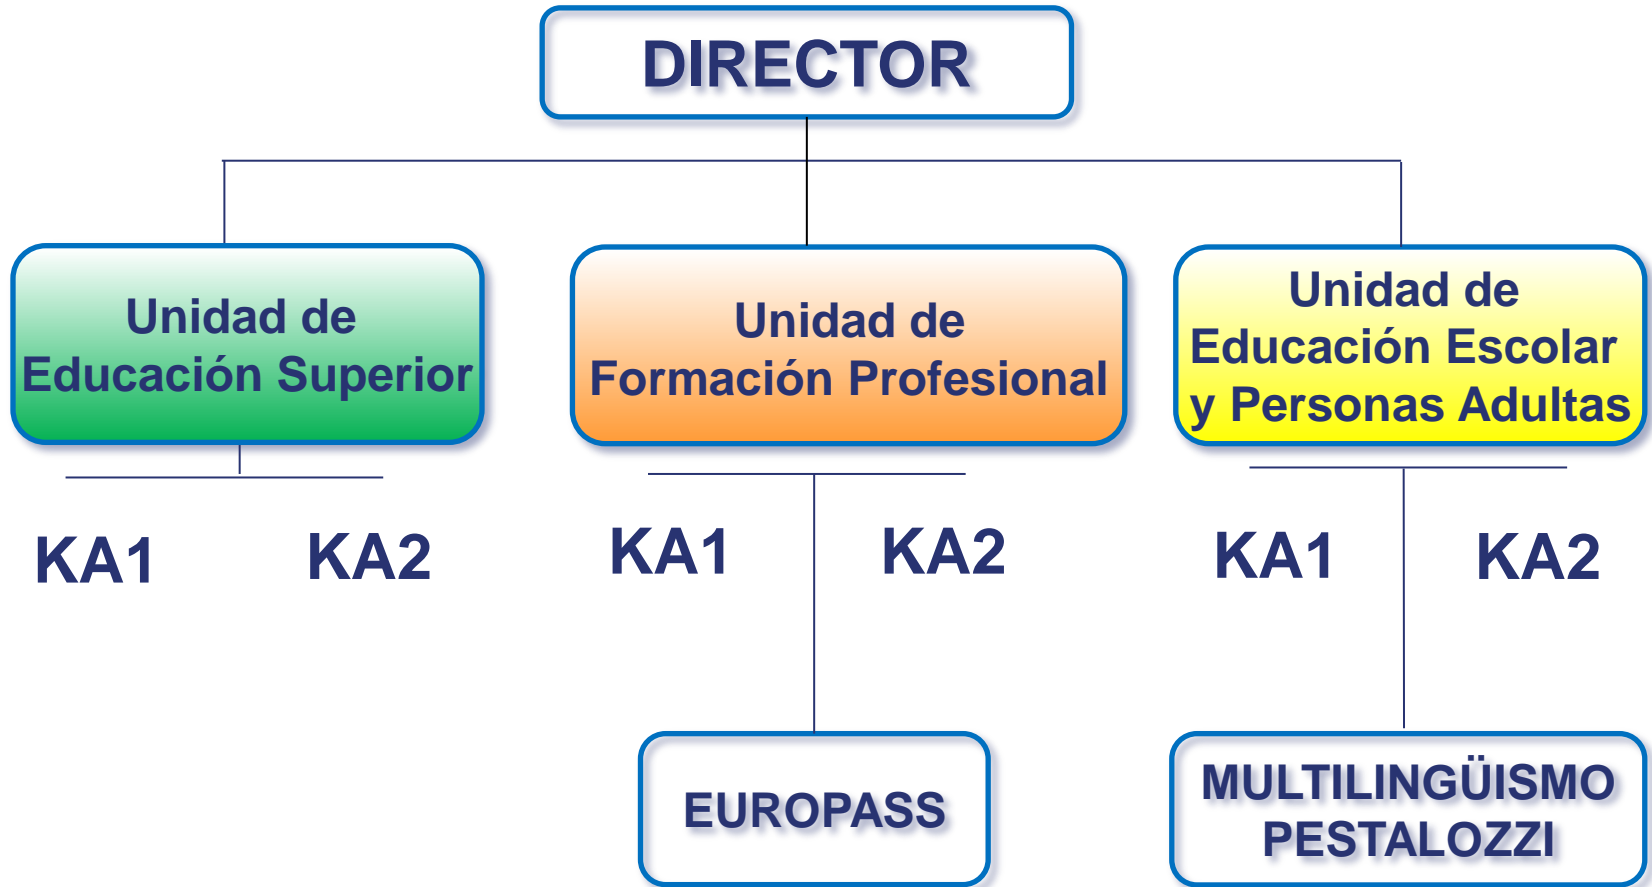 DIRECTOR
Unidad de
Educación Superior
Unidad de
Formación Profesional
Unidad de
Educación Escolar
y Personas Adultas
KA1
KA2
KA1
KA2
KA1
KA2
EUROPASS
MULTILINGÜISMO
PESTALOZZI